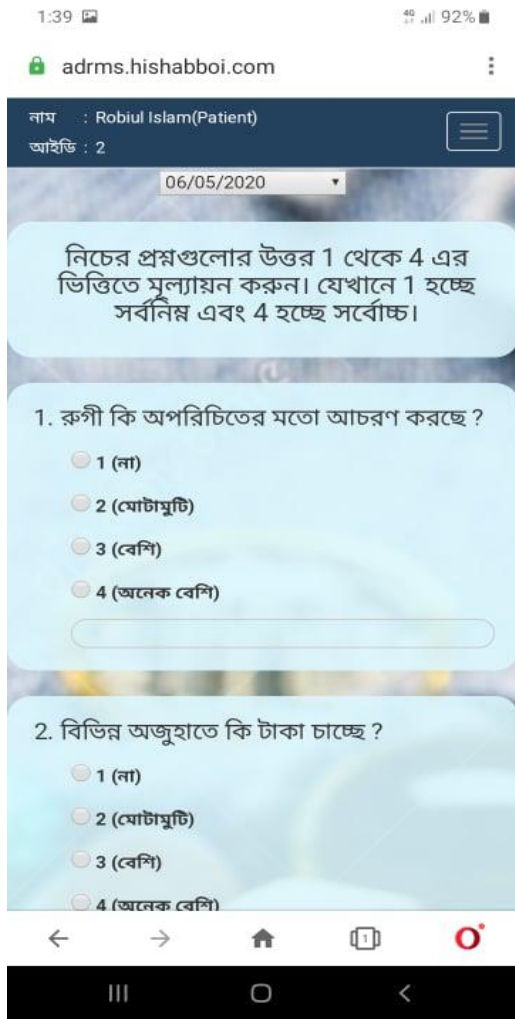 1:39 92%
adrms.hishabboi.com
নাম : Robiul Islam(Patient)
আইডি : 2
06/05/2020
নিচের প্রশ্নগুলোর উত্তর 1 থেকে 4 এর
ভিত্তিতে মূল্যায়ন করুন। যেখানে 1 হচ্ছে
সর্বনিম্ন এবং 4 হচ্ছে সর্বোচ্চ।
1. রুগী কি অপরিচিতের মতো আচরণ করছে ?
1 (না)
2 (মোটামুটি)
3 (বেশি)
4 (অনেক বেশি)
2. বিভিন্ন অজুহাতে কি টাকা চাচ্ছে ?
1 (না)
2 (মোটামুটি)
3 (বেশি)
4 (অনেক বেশি)
1